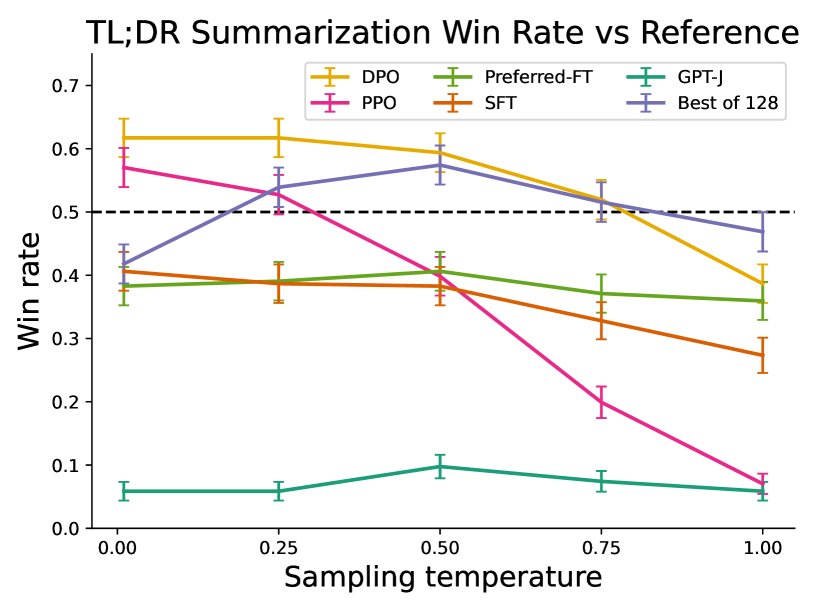 TL;DR Summarization Win Rate vs Reference
DPO Preferred-FT GPT-J
PPO SFT Best of 128
0.7
0.6
0.5
0.4
0.3
0.2
0.1
0.0
Win rate
0.00 0.25 0.50 0.75 1.00
Sampling temperature